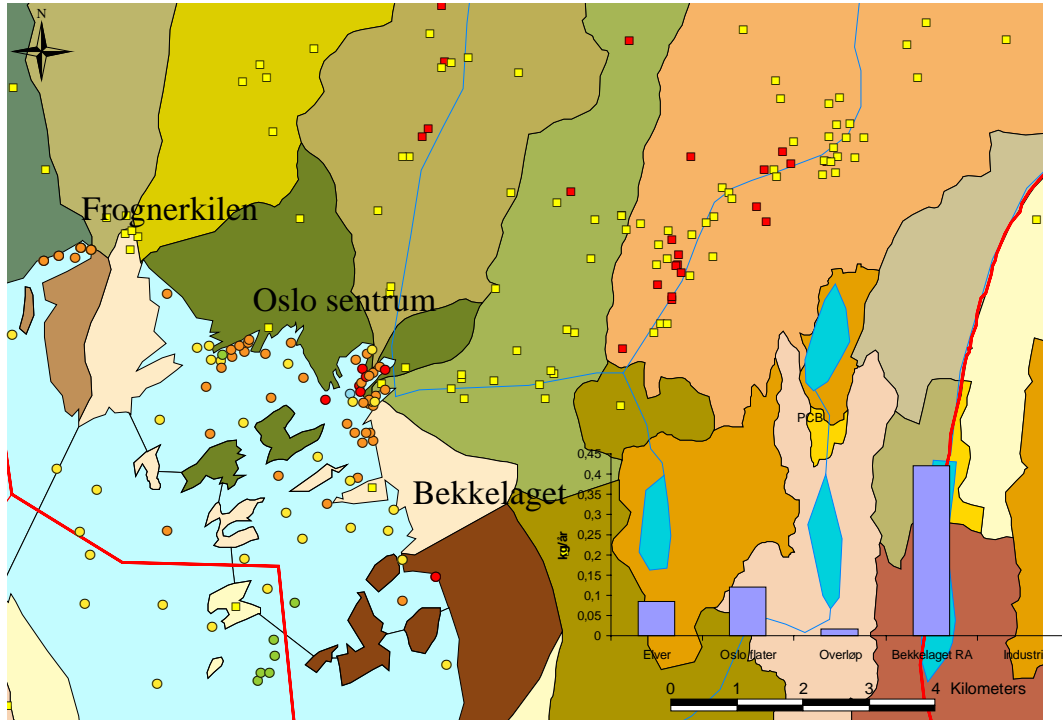 N
Frognerkilen
Oslo sentrum
Bekkelaget
PCB
kg/år
0,45
0,4
0,35
0,3
0,25
0,2
0,15
0,1
0,05
0
Elver Oslo flater Overløp Bekkelaget RA Industri
0 1 2 3 4 Kilometers